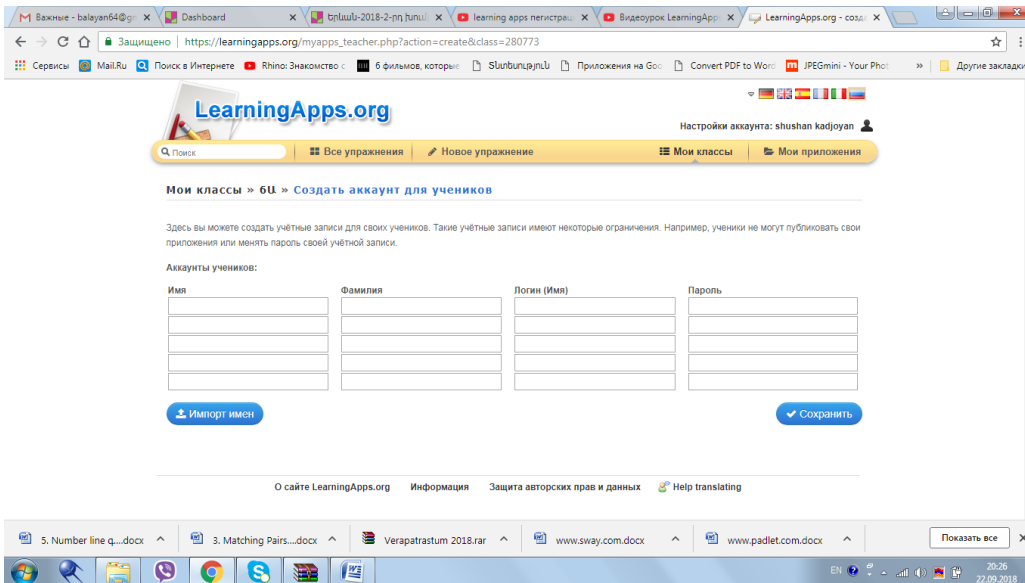 Важные - balayan64@gm
Dashboard
Երևան-2018-2-րդ խումբ
learning apps регистрац
Видеоурок LearningApp
LearningApps.org - созда
Защищено | https://learningapps.org/myapps_teacher.php?action=create&class=280773
Сервисы
Mail.Ru
Поиск в Интернете
Rhino: Знакомство с
6 фильмов, которые
Տևտեսություն
Приложения на Goo
Convert PDF to Word
JPEGmini - Your Phot
»
Другие закладки
LearningApps.org
Настройки аккаунта: shushan kadjoyan
Поиск
Все упражнения
Новое упражнение
Мои классы
Мои приложения
Мои классы » 6Ա » Создать аккаунт для учеников
Здесь вы можете создать учётные записи для своих учеников. Такие учётные записи имеют некоторые ограничения. Например, ученики не могут публиковать свои
приложения или менять пароль своей учётной записи.
Аккаунты учеников:
Имя
Фамилия
Логин (Имя)
Пароль
Импорт имен
Сохранить
О сайте LearningApps.org
Информация
Защита авторских прав и данных
Help translating
5. Number line q....docx
3. Matching Pairs....docx
Verapatrastum 2018.rar
www.sway.com.docx
www.padlet.com.docx
Показать все
EN
20:26
22.09.2018